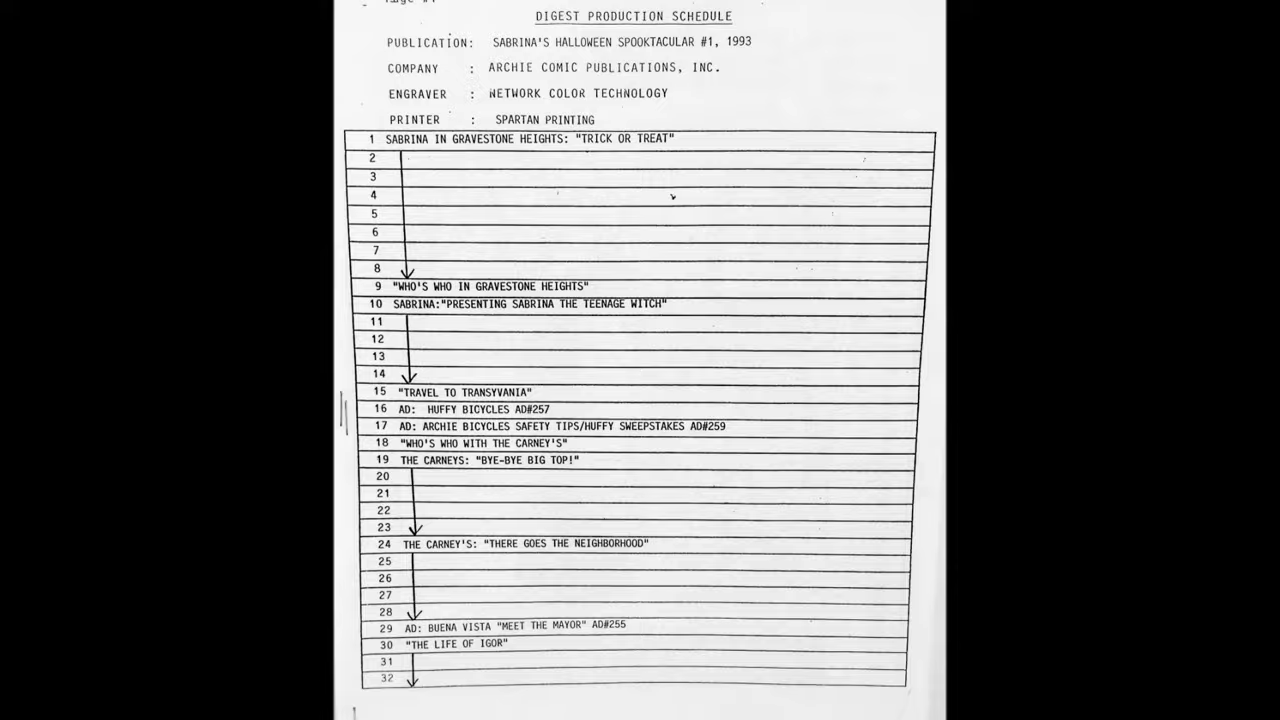 DIGEST PRODUCTION SCHEDULE
PUBLICATION: SABRINA'S HALLOWEEN SPOOKTACULAR #1, 1993
COMPANY : ARCHIE COMIC PUBLICATIONS, INC.
ENGRAVER : NETWORK COLOR TECHNOLOGY
PRINTER : SPARTAN PRINTING
1 SABRINA IN GRAVESTONE HEIGHTS: "TRICK OR TREAT"
2
3
4
5
6
7
8
9 "WHO'S WHO IN GRAVESTONE HEIGHTS"
10 SABRINA:"PRESENTING SABRINA THE TEENAGE WITCH"
11
12
13
14
15 "TRAVEL TO TRANSYVANIA"
16 AD: HUFFY BICYCLES AD#257
17 AD: ARCHIE BICYCLES SAFETY TIPS/HUFFY SWEEPSTAKES AD#259
18 "WHO'S WHO WITH THE CARNEY'S"
19 THE CARNEYS: "BYE-BYE BIG TOP!"
20
21
22
23
24 THE CARNEY'S: "THERE GOES THE NEIGHBORHOOD"
25
26
27
28
29 AD: BUENA VISTA "MEET THE MAYOR" AD#255
30 "THE LIFE OF IGOR"
31
32